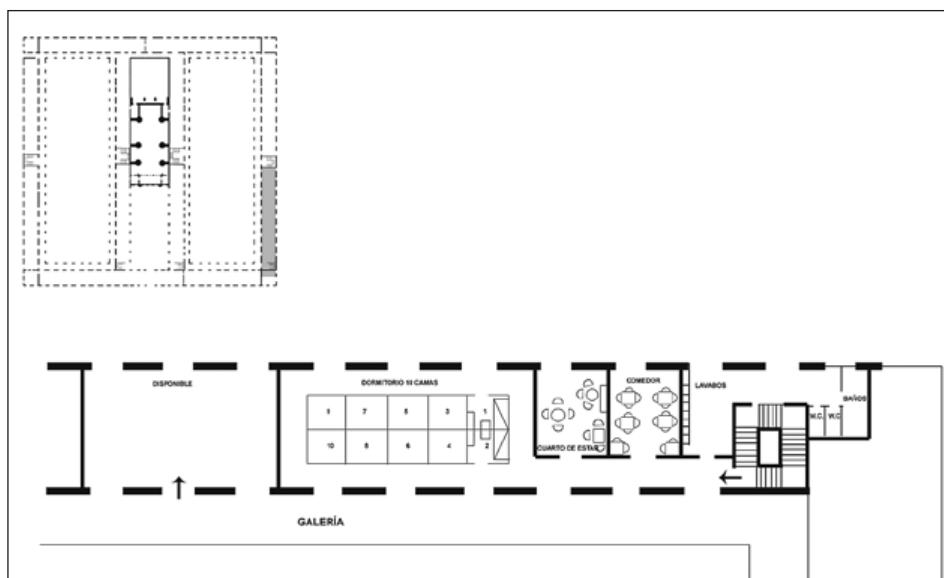 DISPONIBLE
DORMITORIO 10 CAMAS
COMEDOR
LAVABOS
BAÑOS
W.C.
W.C
CUARTO DE ESTAR
7
5
3
1
10
8
6
4
2
GALERÍA